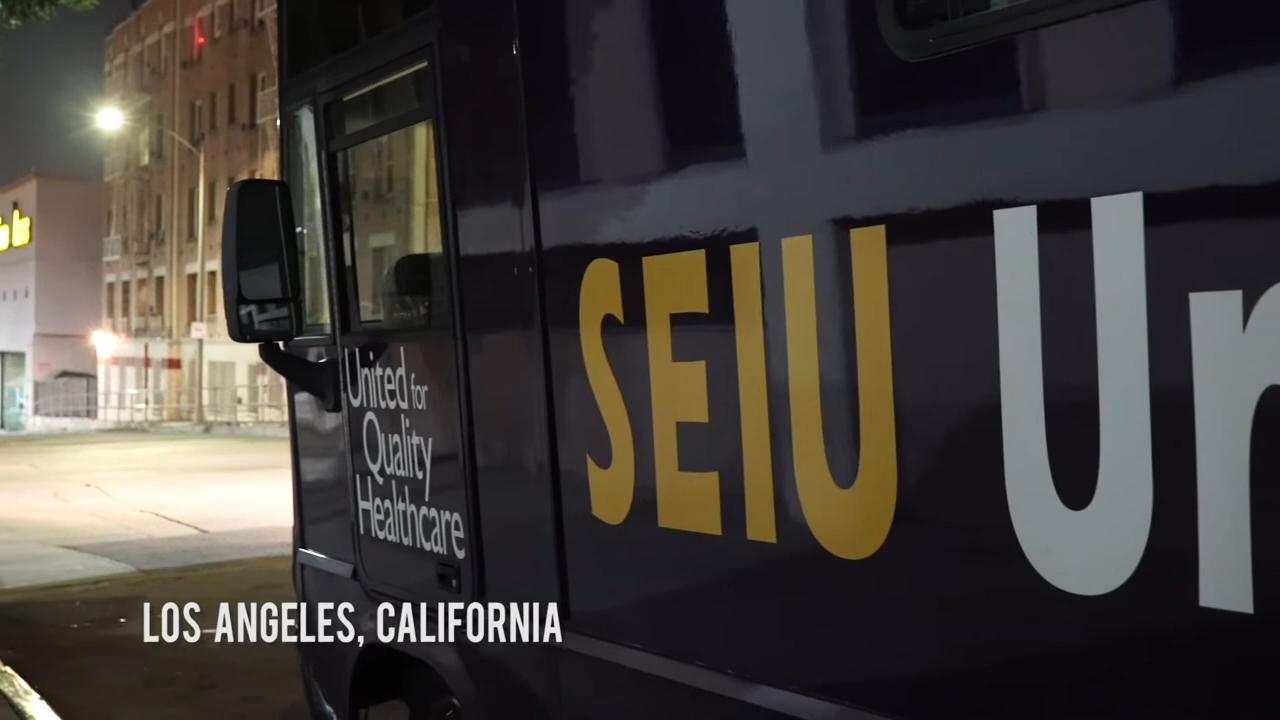 SEIU Un
United for
Quality
Healthcare
LOS ANGELES, CALIFORNIA